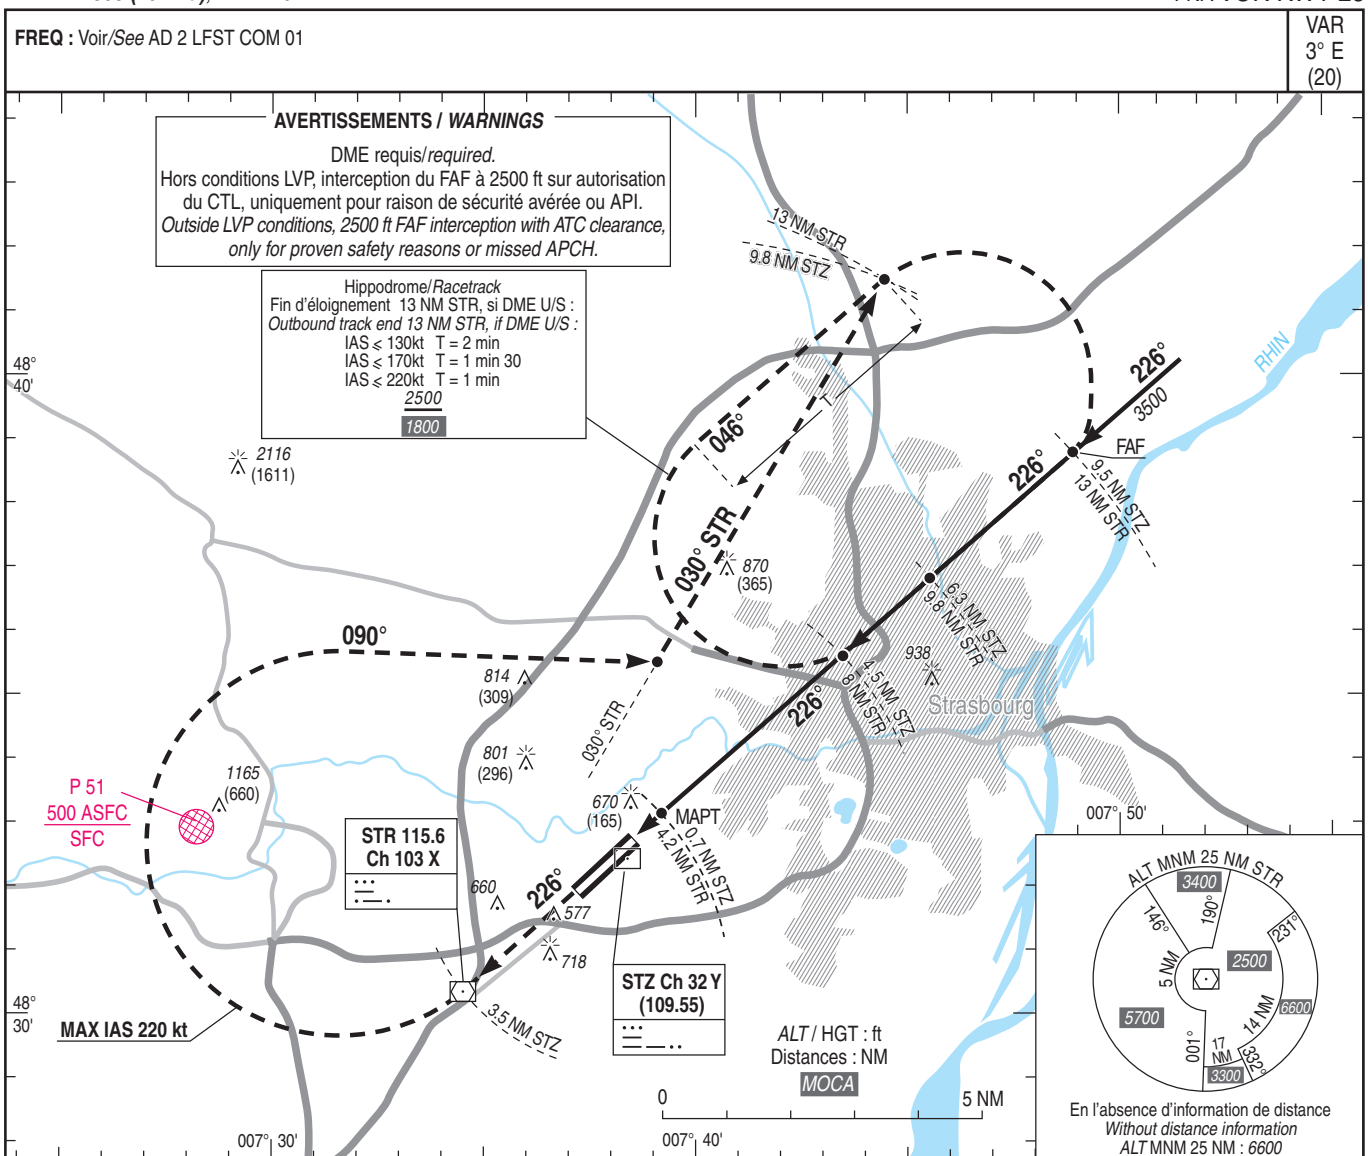 FREQ : Voir/See AD 2 LFST COM 01
VAR
3° E
(20)
AVERTISSEMENTS / WARNINGS
DME requis/required.
Hors conditions LVP, interception du FAF à 2500 ft sur autorisation
du CTL, uniquement pour raison de sécurité avérée ou API.
Outside LVP conditions, 2500 ft FAF interception with ATC clearance,
only for proven safety reasons or missed APCH.
Hippodrome/Racetrack
Fin d'éloignement 13 NM STR, si DME U/S :
Outbound track end 13 NM STR, if DME U/S :
IAS ⩽ 130kt T = 2 min
IAS ⩽ 170kt T = 1 min 30
IAS ⩽ 220kt T = 1 min
2500
1800
13 NM STR
9.8 NM STZ
RHIN
48°
40'
226°
3500
T
046°
FAF
226°
9.5 NM STZ
13 NM STR
2116
(1611)
030° STR
870
(365)
6.3 NM STZ
9.8 NM STR
090°
938
814
(309)
4.5 NM STZ
8 NM STR
226°
Strasbourg
030° STR
801
(296)
1165
(660)
P 51
500 ASFC
SFC
670
(165)
MAPT
0.7 NM STZ
4.2 NM STR
007° 50'
STR 115.6
Ch 103 X
660
226°
577
718
STZ Ch 32 Y
(109.55)
3.5 NM STZ
48°
30'
MAX IAS 220 kt
ALT / HGT : ft
Distances : NM
MOCA
0
5 NM
ALT MNM 25 NM STR
3400
146°
190°
231°
5 NM
2500
5700
14 NM
6600
001°
17
NM
332°
3300
En l'absence d'information de distance
Without distance information
ALT MNM 25 NM : 6600
007° 30'
007° 40'